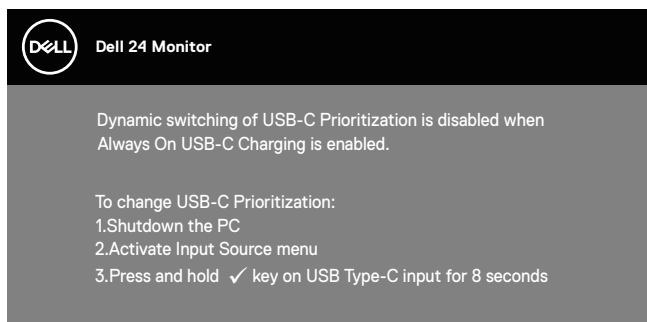 DELL
Dell 24 Monitor
Dynamic switching of USB-C Prioritization is disabled when
Always On USB-C Charging is enabled.
To change USB-C Prioritization:
1.Shutdown the PC
2.Activate Input Source menu
3.Press and hold ✓ key on USB Type-C input for 8 seconds